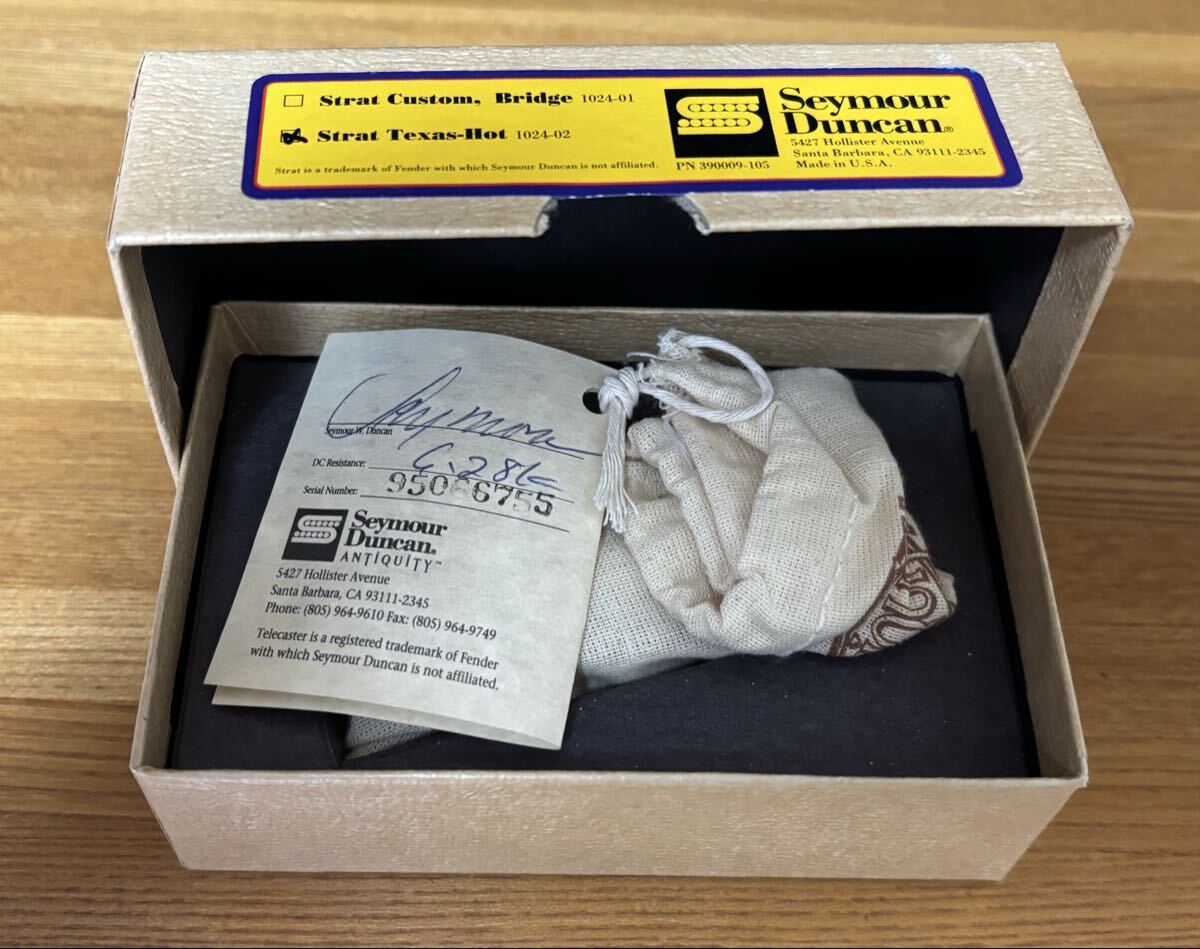 Strat Custom, Bridge 1024-01
Strat Texas-Hot 1024-02
Strat is a trademark of Fender with which Seymour Duncan is not affiliated.
Seymour
Duncan®
5427 Hollister Avenue
Santa Barbara, CA 93111-2345
PN 390009-105 Made in U.S.A.
Seymour
Seymour W. Duncan
DC Resistance:
Serial Number:
Seymour
Duncan®
ANTIQUITY™
5427 Hollister Avenue
Santa Barbara, CA 93111-2345
Phone: (805) 964-9610 Fax: (805) 964-9749
Telecaster is a registered trademark of Fender
with which Seymour Duncan is not affiliated.